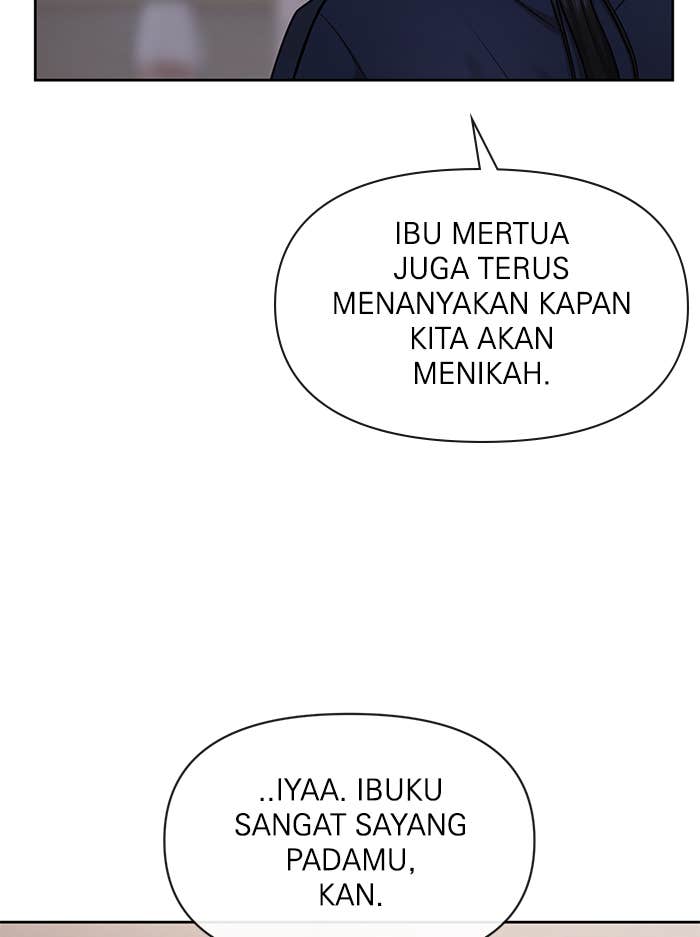 IBU MERTUA
JUGA TERUS
MENANYAKAN KAPAN
KITA AKAN
MENIKAH.
..IYAA. IBUKU
SANGAT SAYANG
PADAMU,
KAN.